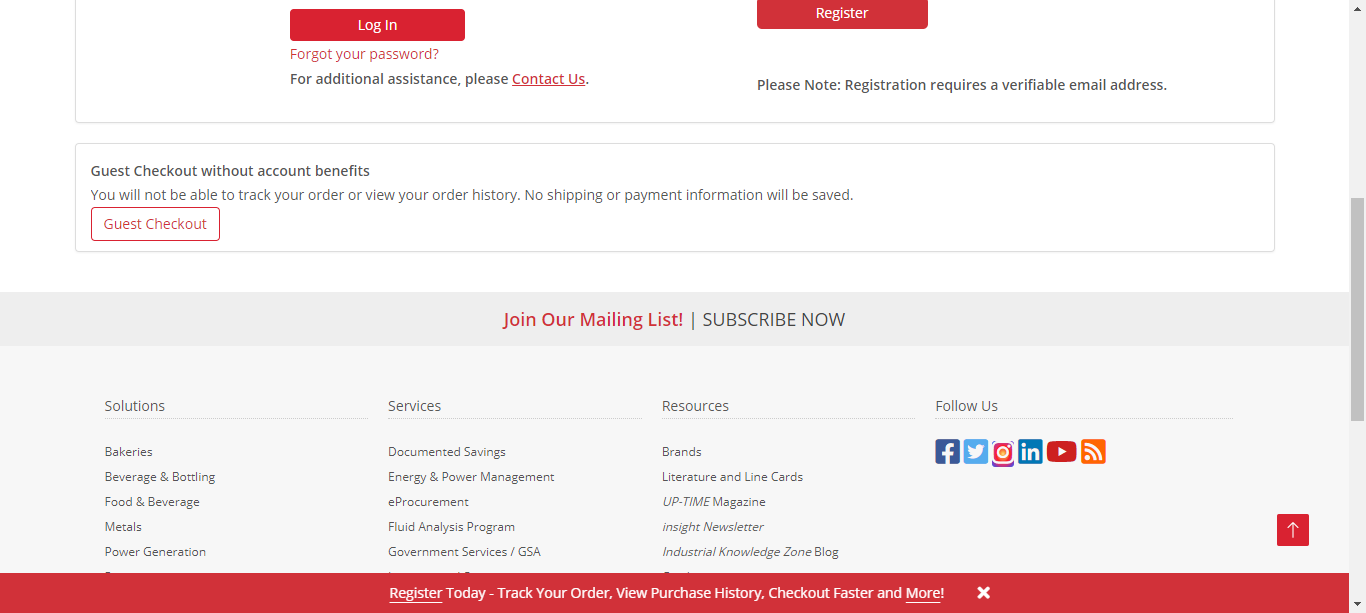 Log In
Register
Forgot your password?
For additional assistance, please Contact Us.
Please Note: Registration requires a verifiable email address.
Guest Checkout without account benefits
You will not be able to track your order or view your order history. No shipping or payment information will be saved.
Guest Checkout
Join Our Mailing List! | SUBSCRIBE NOW
Solutions
Bakeries
Beverage & Bottling
Food & Beverage
Metals
Power Generation
Services
Documented Savings
Energy & Power Management
eProcurement
Fluid Analysis Program
Government Services / GSA
Resources
Brands
Literature and Line Cards
UP-TIME Magazine
insight Newsletter
Industrial Knowledge Zone Blog
Follow Us
Register Today - Track Your Order, View Purchase History, Checkout Faster and More!